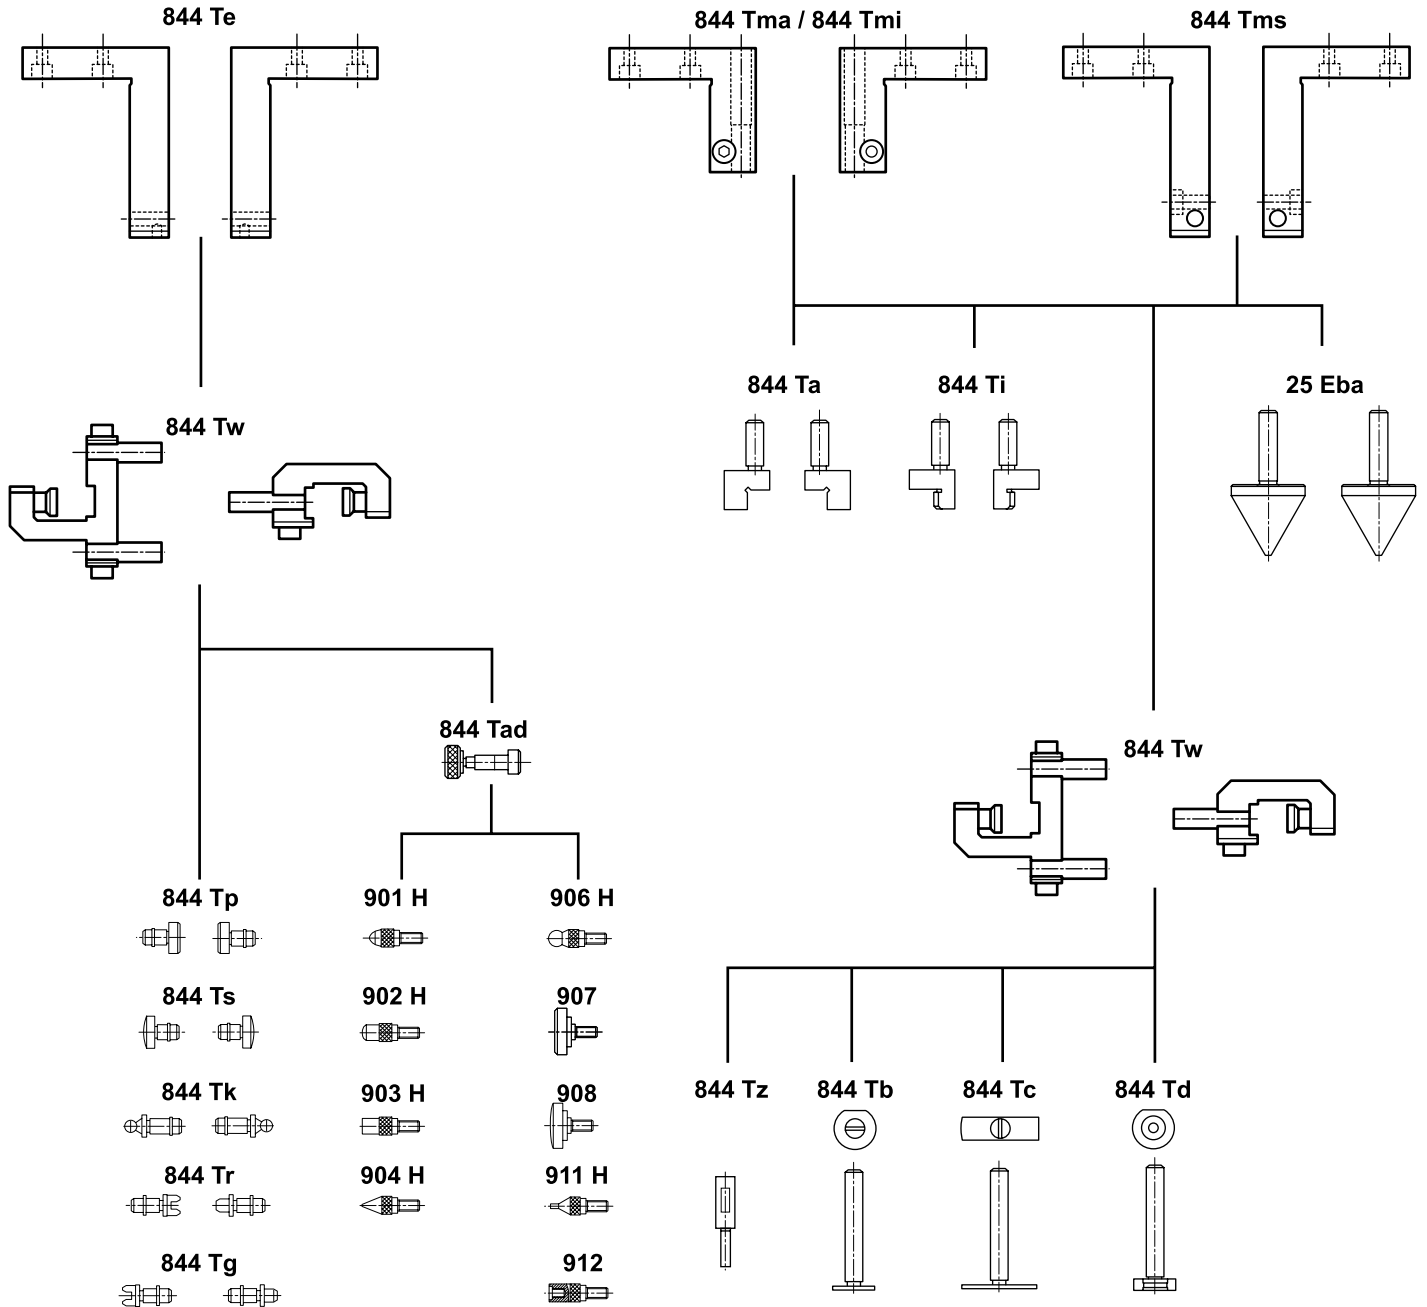 844 Te
844 Tma / 844 Tmi
844 Tms
844 Ta
844 Ti
25 Eba
844 Tw
844 Tad
844 Tw
844 Tp
901 H
906 H
844 Ts
902 H
907
844 Tk
903 H
908
844 Tz
844 Tb
844 Tc
844 Td
844 Tr
904 H
911 H
844 Tg
912